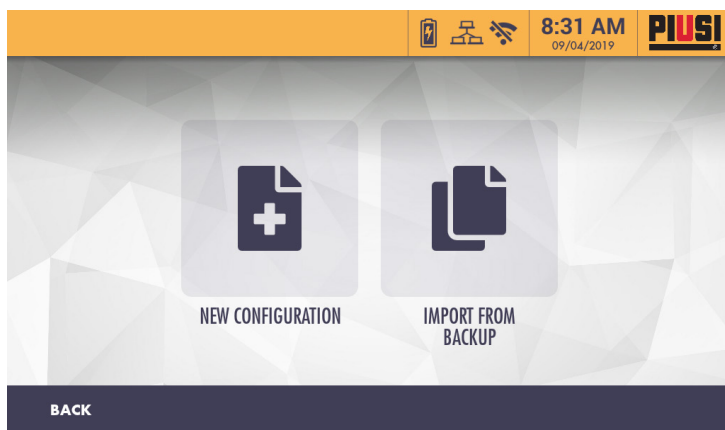 8:31 AM
09/04/2019
PIUSI
NEW CONFIGURATION
IMPORT FROM
BACKUP
BACK